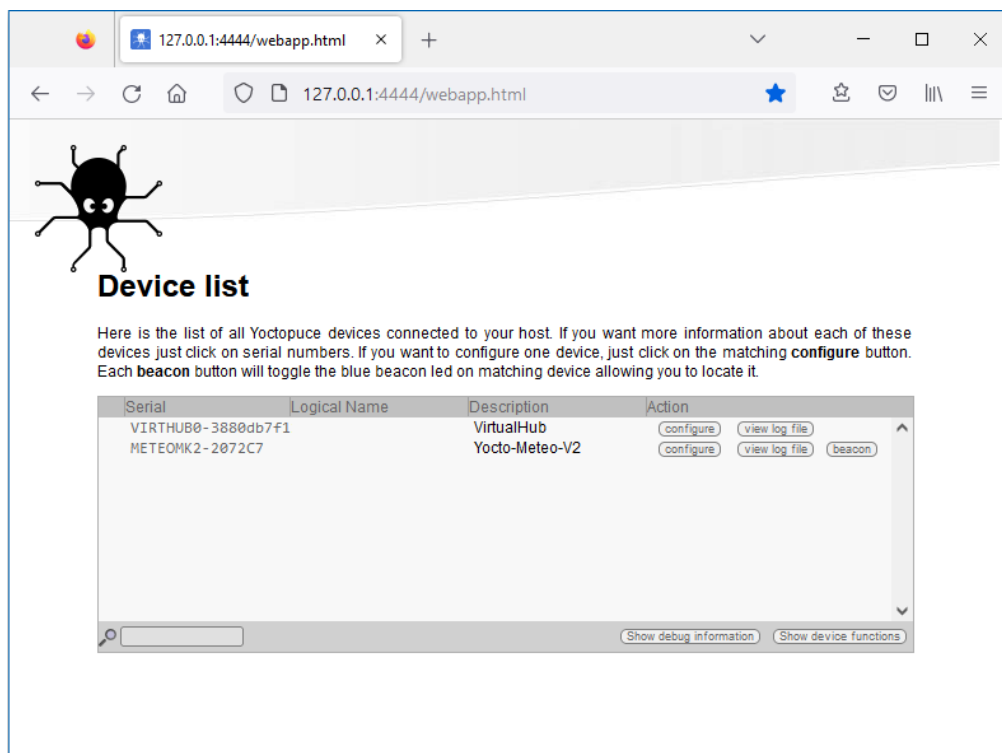 127.0.0.1:4444/webapp.html
127.0.0.1:4444/webapp.html
Device list
Here is the list of all Yoctopuce devices connected to your host. If you want more information about each of these
devices just click on serial numbers. If you want to configure one device, just click on the matching configure button.
Each beacon button will toggle the blue beacon led on matching device allowing you to locate it.
Serial Logical Name Description Action
VIRTHUB0-3880db7f1 VirtualHub configure view log file
METEOMK2-2072C7 Yocto-Meteo-V2 configure view log file beacon
Show debug information Show device functions